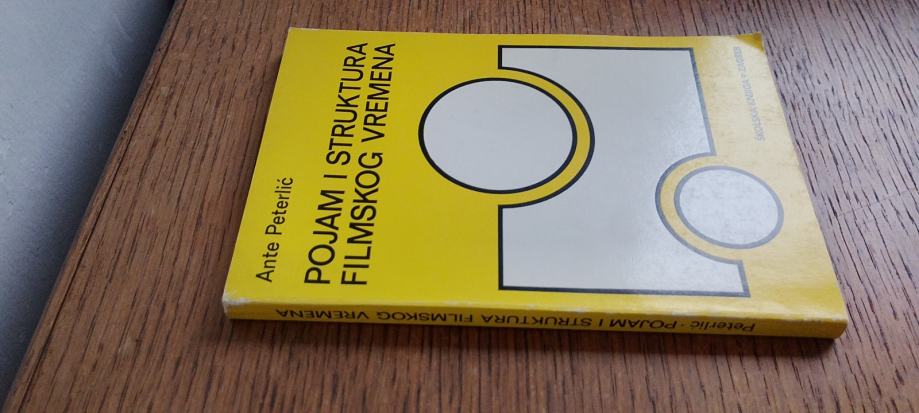 Ante Peterlić
POJAM I STRUKTURA
FILMSKOG VREMENA
ŠKOLSKA KNJIGA • ZAGREB
Peterlić · POJAM I STRUKTURA FILMSKOG VREMENA